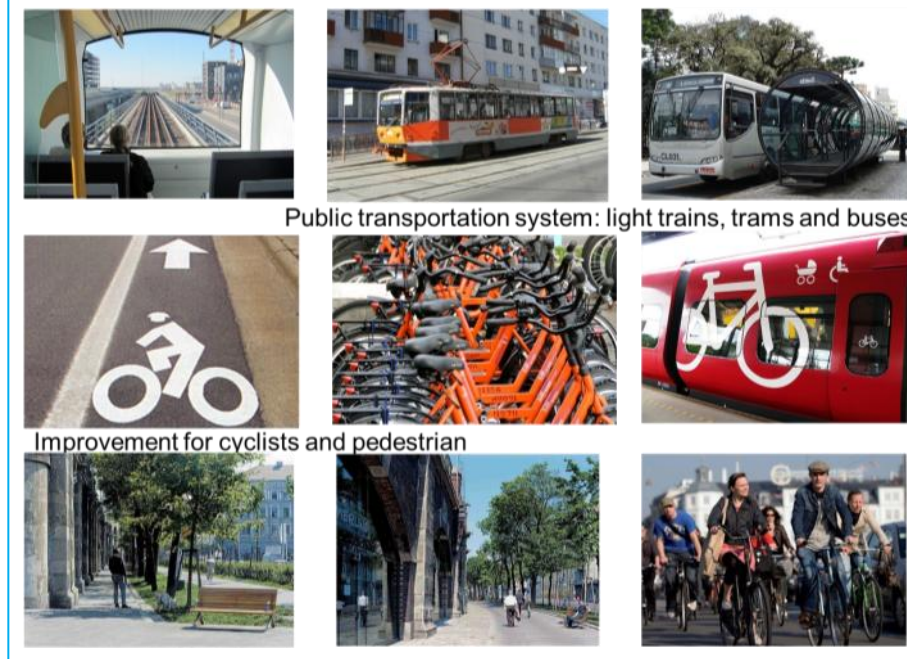 Public transportation system: light trains, trams and buses
Improvement for cyclists and pedestrian